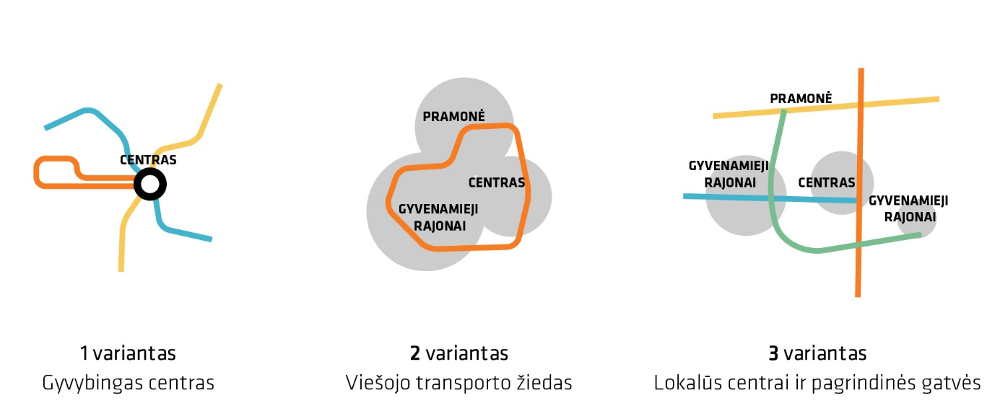 CENTRAS
1 variantas
Gyvybingas centras
PRAMONĖ
CENTRAS
GYVENAMIEJI
RAJONAI
2 variantas
Viešojo transporto žiedas
PRAMONĖ
GYVENAMIEJI
RAJONAI
CENTRAS
GYVENAMIEJI
RAJONAI
3 variantas
Lokalūs centrai ir pagrindinės gatvės